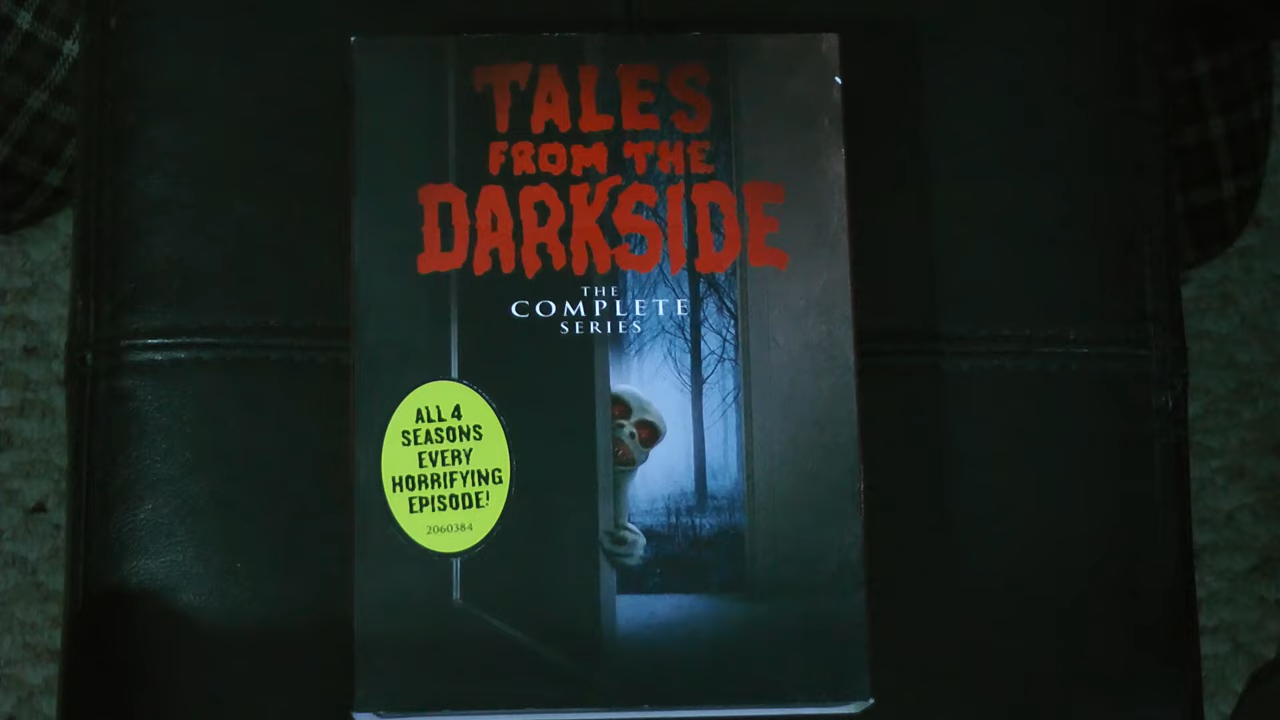 TALES
FROM THE
DARKSIDE
THE
COMPLETE
SERIES
ALL 4
SEASONS
EVERY
HORRIFYING
EPISODE!
2060384